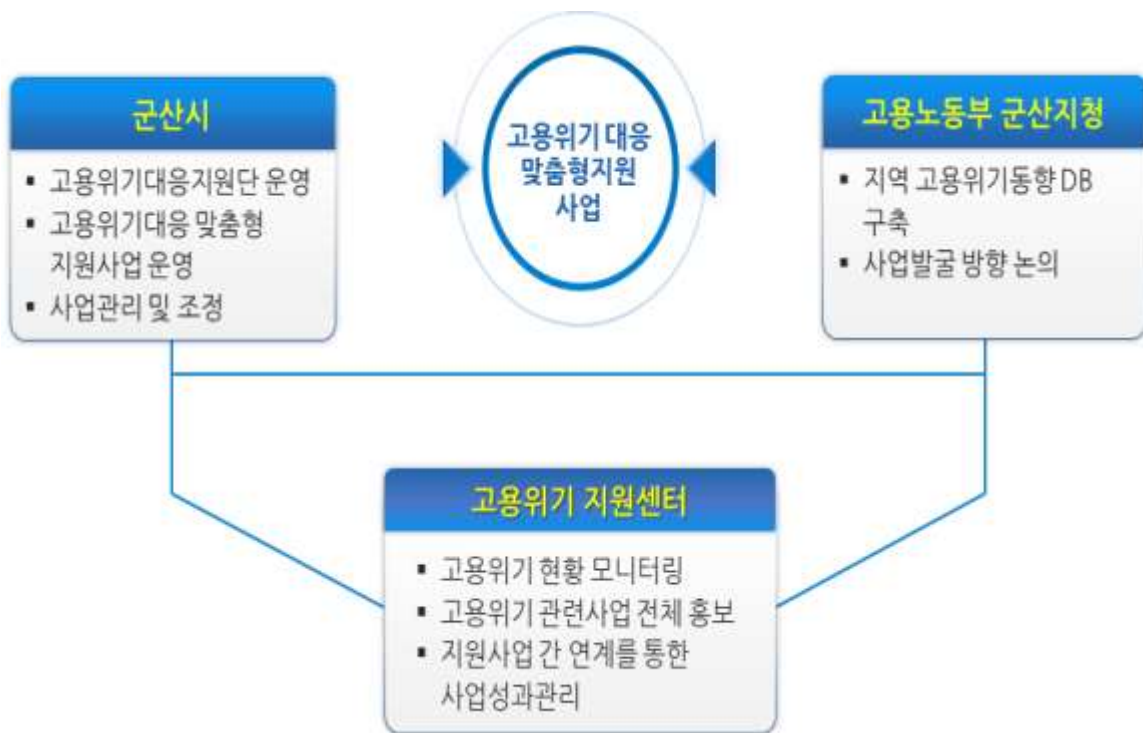 군산시
▪ 고용위기대응지원단 운영
▪ 고용위기대응 맞춤형
지원사업 운영
▪ 사업관리 및 조정
고용위기 대응
맞춤형지원
사업
고용노동부 군산지청
▪ 지역 고용위기동향 DB
구축
▪ 사업발굴 방향 논의
고용위기 지원센터
▪ 고용위기 현황 모니터링
▪ 고용위기 관련사업 전체 홍보
▪ 지원사업 간 연계를 통한
사업성과관리